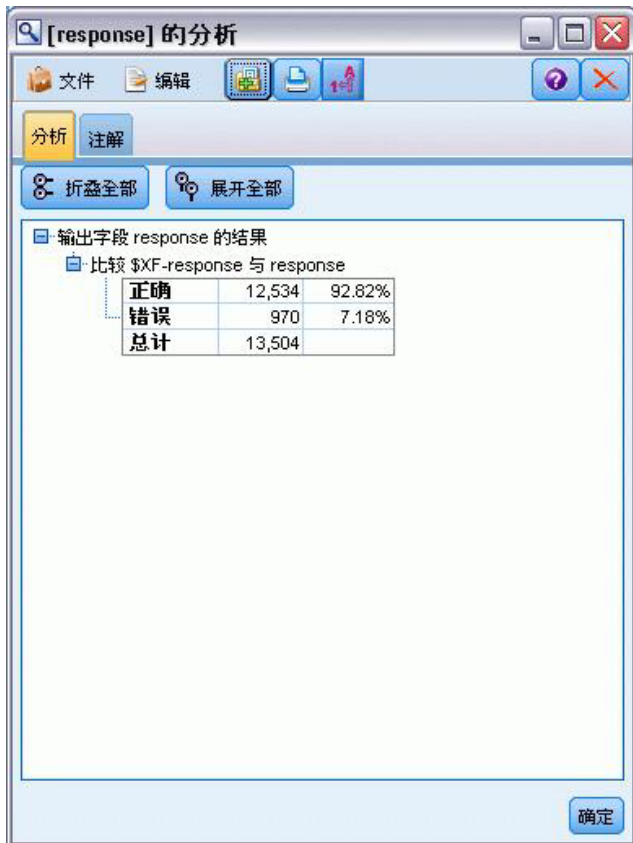 [response] 的分析
文件 编辑
分析 注解
折叠全部 展开全部
输出字段 response 的结果
比较 $XF-response 与 response
正确 12,534 92.82%
错误 970 7.18%
总计 13,504
确定